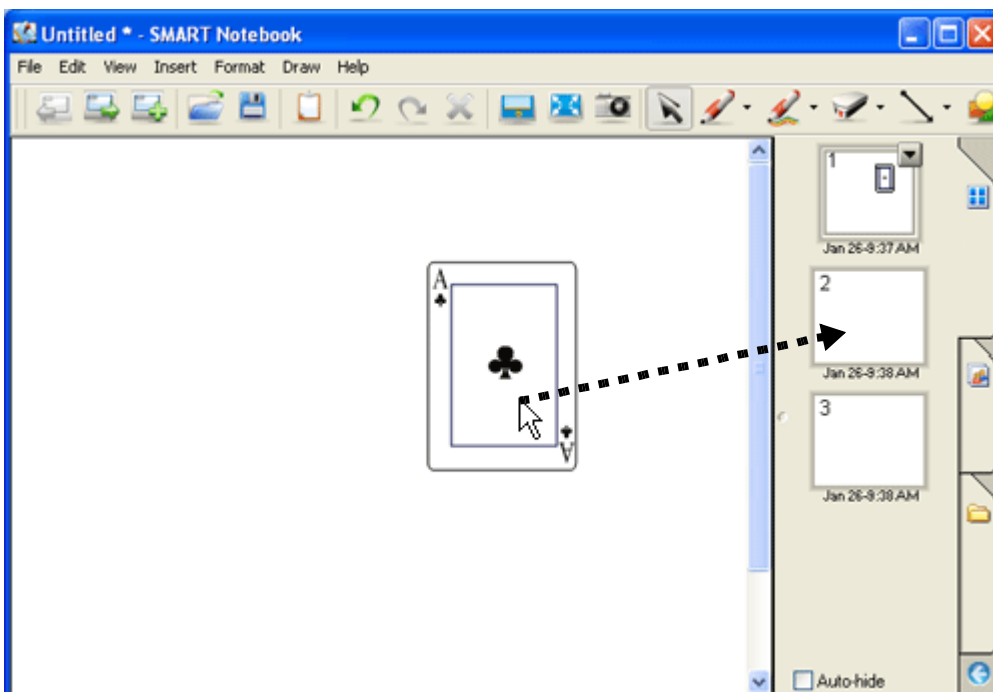 Untitled * - SMART Notebook
File Edit View Insert Format Draw Help
A
A
1
Jan 26-9:37 AM
2
Jan 26-9:38 AM
3
Jan 26-9:38 AM
Auto-hide